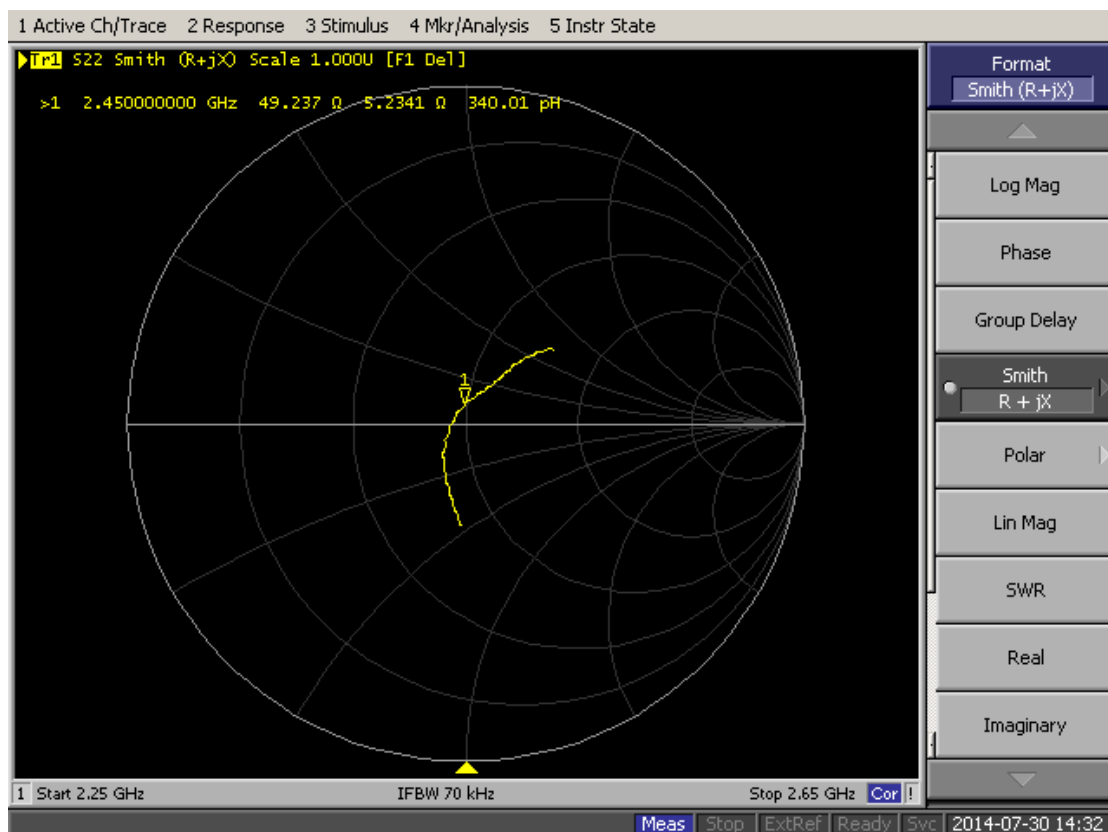 1 Active Ch/Trace 2 Response 3 Stimulus 4 Mkr/Analysis 5 Instr State
Tr1 S22 Smith (R+jX) Scale 1.000U [F1 Del]
>1 2.450000000 GHz 49.237 Ω 5.2341 Ω 340.01 pH
1
Format
Smith (R+jX)
Log Mag
Phase
Group Delay
Smith
R + jX
Polar
Lin Mag
SWR
Real
Imaginary
1 Start 2.25 GHz IFBW 70 kHz Stop 2.65 GHz Cor !
Meas Stop ExtRef Ready Svc 2014-07-30 14:32